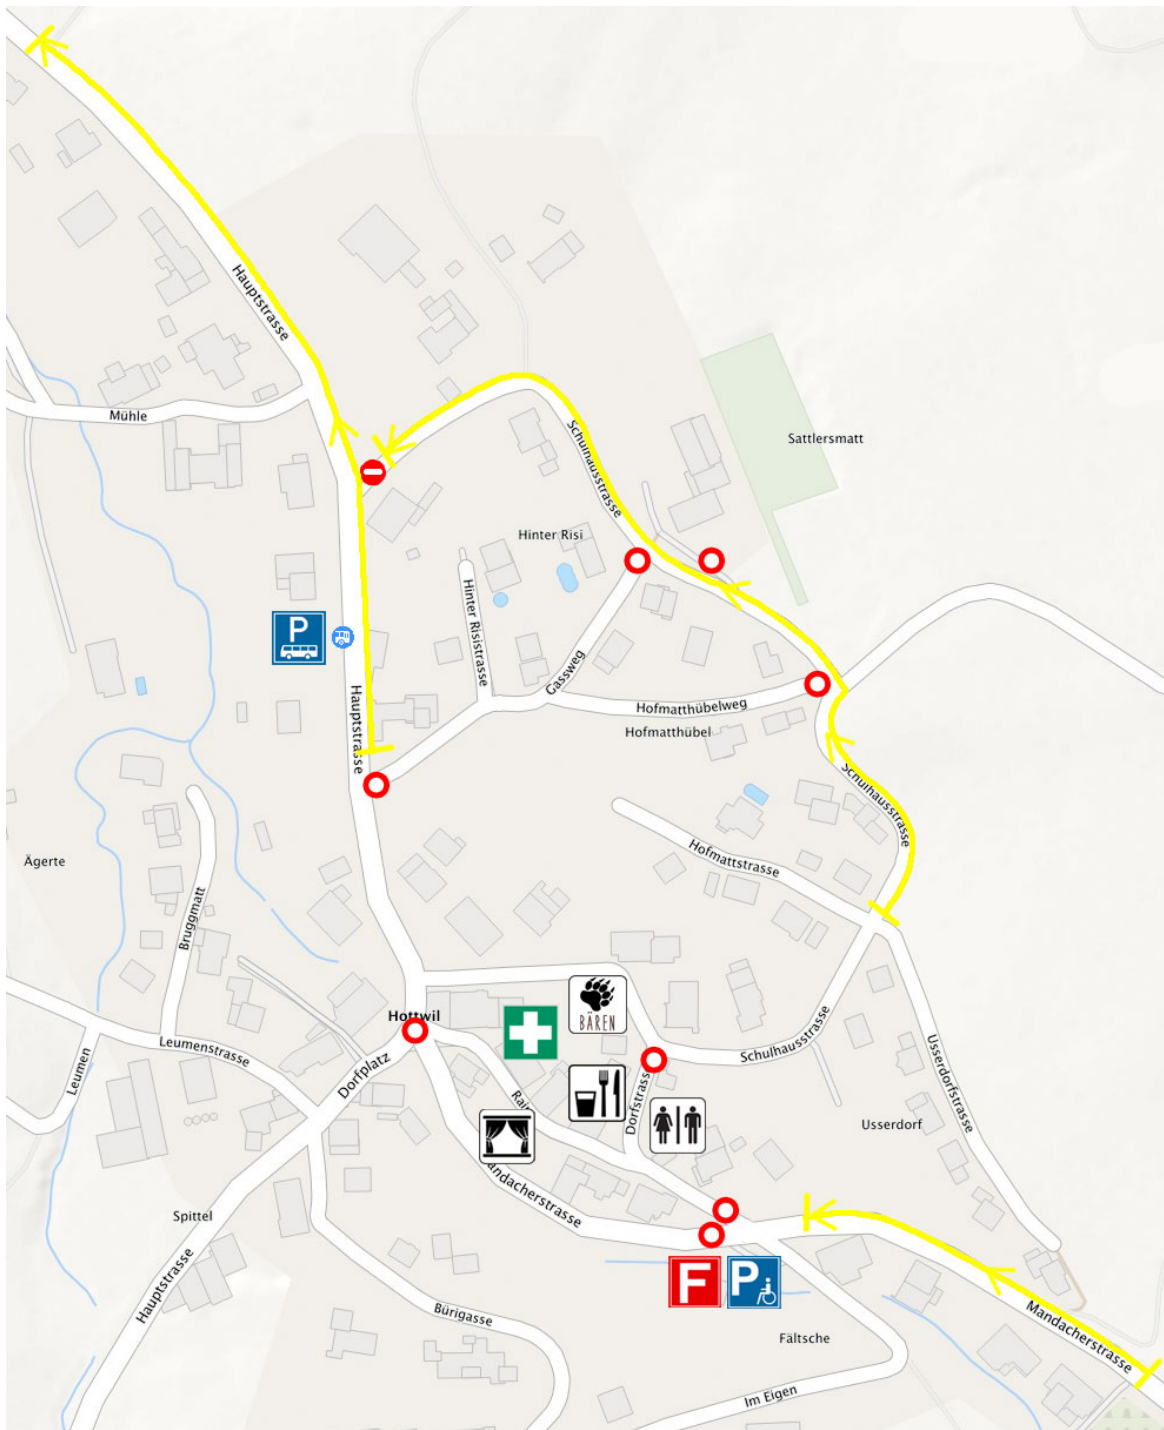 Hauptstrasse
Mühle
Schulhausstrasse
Sattlersmatt
Hinter Risi
P
Hinter Risistrasse
Gassweg
Hofmatthübelweg
Hofmatthübel
Hauptstrasse
Schulhausstrasse
Hofmattstrasse
Ägerte
Bruggmatt
BÄREN
Hottwil
Leumenstrasse
Leumen
Dorfplatz
Schulhausstrasse
Usserdorfstrasse
Dorfstrasse
Usserdorf
Mandacherstrasse
Spittel
Hauptstrasse
F
P
Bürigasse
Fältsche
Mandacherstrasse
Im Eigen